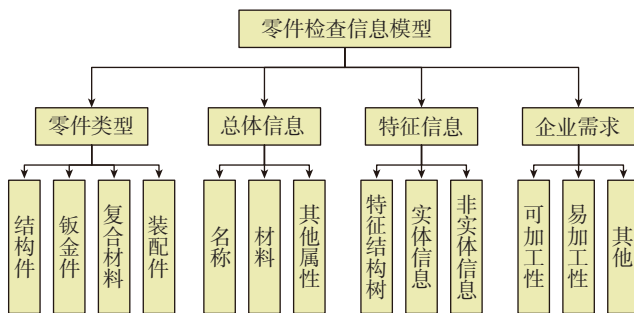 零件检查信息模型
零件类型
总体信息
特征信息
企业需求
结构件
钣金件
复合材料
装配件
名称
材料
其他属性
特征结构树
实体信息
非实体信息
可加工性
易加工性
其他